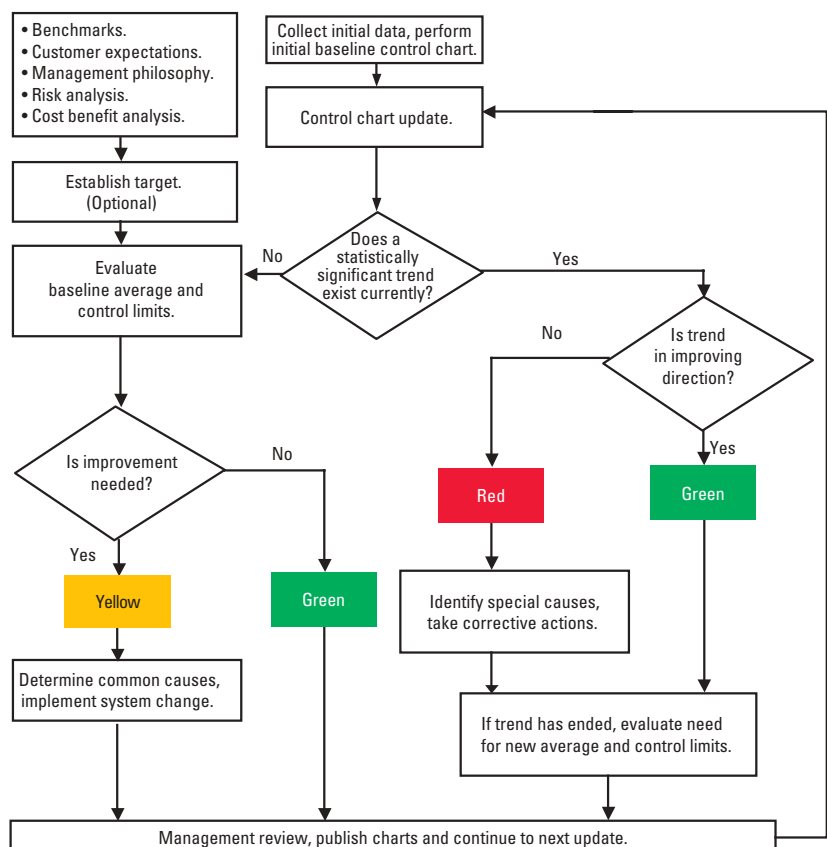 • Benchmarks.
• Customer expectations.
• Management philosophy.
• Risk analysis.
• Cost benefit analysis.
Collect initial data, perform
initial baseline control chart.
Control chart update.
Establish target.
(Optional)
Does a
statistically
significant trend
exist currently?
No
Yes
Evaluate
baseline average and
control limits.
Is trend
in improving
direction?
No
Yes
Is improvement
needed?
No
Yes
Red
Green
Yellow
Green
Identify special causes,
take corrective actions.
Determine common causes,
implement system change.
If trend has ended, evaluate need
for new average and control limits.
Management review, publish charts and continue to next update.